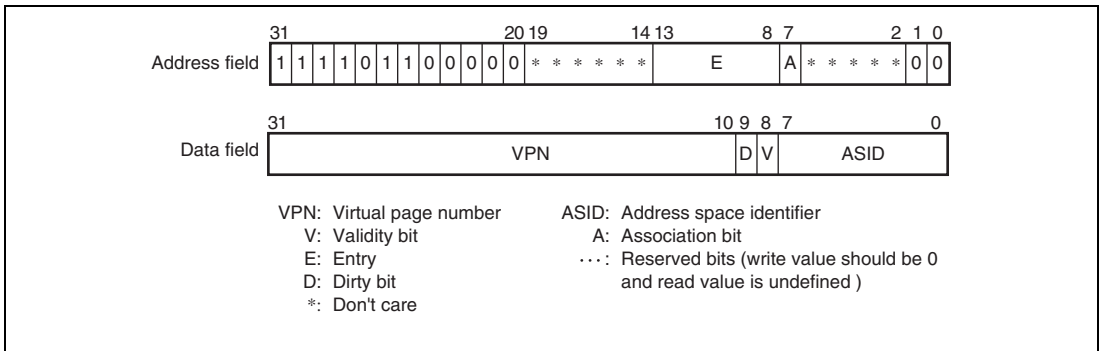 31 20 19 14 13 8 7 2 1 0
Address field 1 1 1 1 0 1 1 0 0 0 0 0 * * * * * * E A * * * * * 0 0
31 10 9 8 7 0
Data field VPN D V ASID
VPN: Virtual page number
V: Validity bit
E: Entry
D: Dirty bit
*: Don't care
ASID: Address space identifier
A: Association bit
···: Reserved bits (write value should be 0
and read value is undefined )